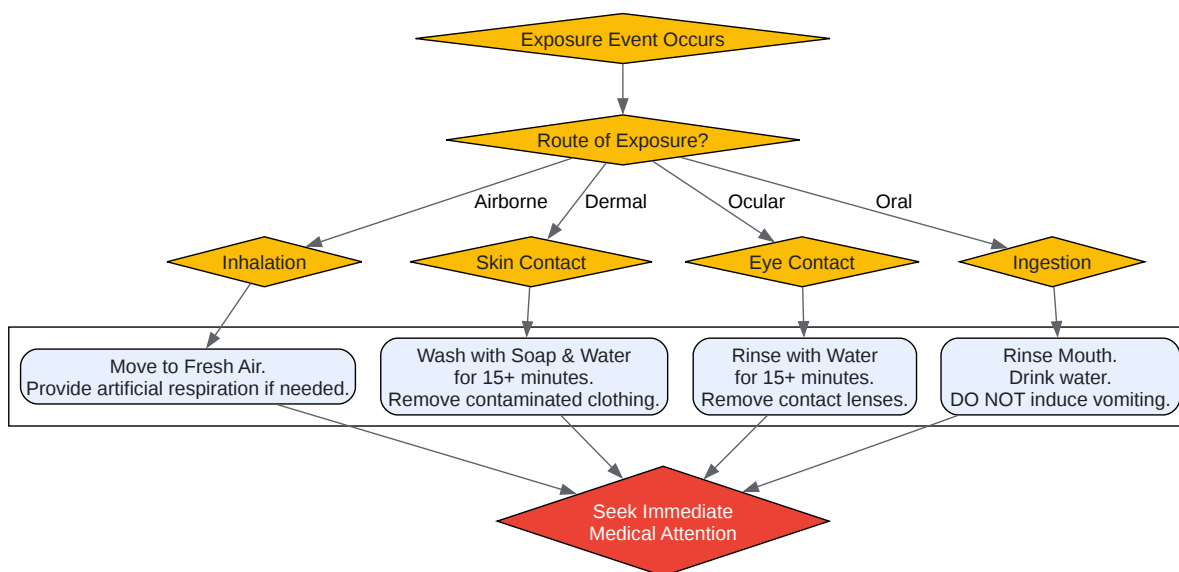 Exposure Event Occurs
Route of Exposure?
Airborne
Dermal
Ocular
Oral
Inhalation
Skin Contact
Eye Contact
Ingestion
Move to Fresh Air.
Provide artificial respiration if needed.
Wash with Soap & Water
for 15+ minutes.
Remove contaminated clothing.
Rinse with Water
for 15+ minutes.
Remove contact lenses.
Rinse Mouth.
Drink water.
DO NOT induce vomiting.
Seek Immediate
Medical Attention